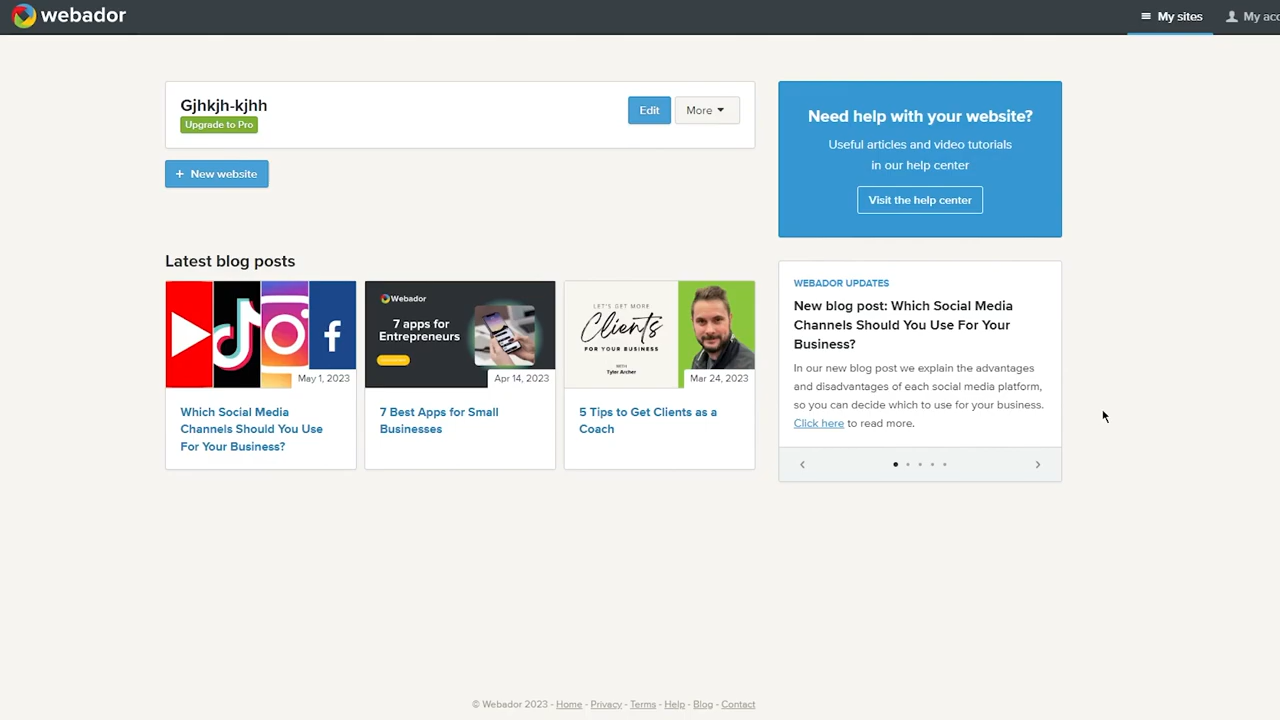 webador
My sites
My acc
Gjhkjh-kjhh
Upgrade to Pro
Edit
More
+ New website
Need help with your website?
Useful articles and video tutorials
in our help center
Visit the help center
Latest blog posts
May 1, 2023
Which Social Media
Channels Should You Use
For Your Business?
Webador
7 apps for
Entrepreneurs
Apr 14, 2023
7 Best Apps for Small
Businesses
LET'S GET MORE
Clients
FOR YOUR BUSINESS
WITH
Tyler Archer
Mar 24, 2023
5 Tips to Get Clients as a
Coach
WEBADOR UPDATES
New blog post: Which Social Media
Channels Should You Use For Your
Business?
In our new blog post we explain the advantages
and disadvantages of each social media platform,
so you can decide which to use for your business.
Click here to read more.
© Webador 2023 - Home - Privacy - Terms - Help - Blog - Contact